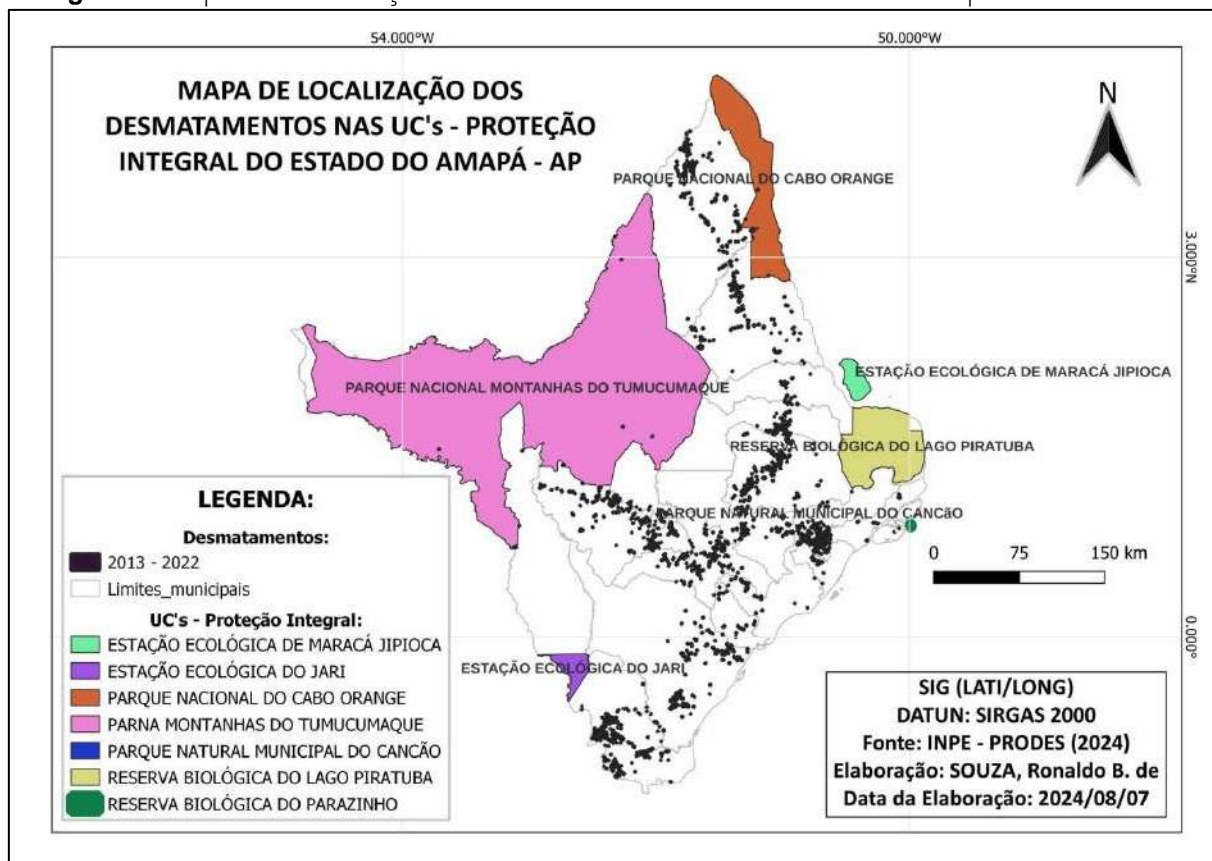 54.000°W
50.000°W
MAPA DE LOCALIZAÇÃO DOS
DESMATAMENTOS NAS UC's - PROTEÇÃO
INTEGRAL DO ESTADO DO AMAPÁ - AP
N
PARQUE NACIONAL DO CABO ORANGE
3.000°N
ESTAÇÃO ECOLÓGICA DE MARACÁ JIPIOCA
PARQUE NACIONAL MONTANHAS DO TUMUCUMAQUE
RESERVA BIOLÓGICA DO LAGO PIRATUBA
PARQUE NATURAL MUNICIPAL DO CANCãO
0 75 150 km
0.000°
ESTAÇÃO ECOLÓGICA DO JARI
LEGENDA:
Desmatamentos:
2013 - 2022
Limites_municipais
UC's - Proteção Integral:
ESTAÇÃO ECOLÓGICA DE MARACÁ JIPIOCA
ESTAÇÃO ECOLÓGICA DO JARI
PARQUE NACIONAL DO CABO ORANGE
PARNA MONTANHAS DO TUMUCUMAQUE
PARQUE NATURAL MUNICIPAL DO CANCÃO
RESERVA BIOLÓGICA DO LAGO PIRATUBA
RESERVA BIOLÓGICA DO PARAZINHO
SIG (LATI/LONG)
DATUN: SIRGAS 2000
Fonte: INPE - PRODES (2024)
Elaboração: SOUZA, Ronaldo B. de
Data da Elaboração: 2024/08/07